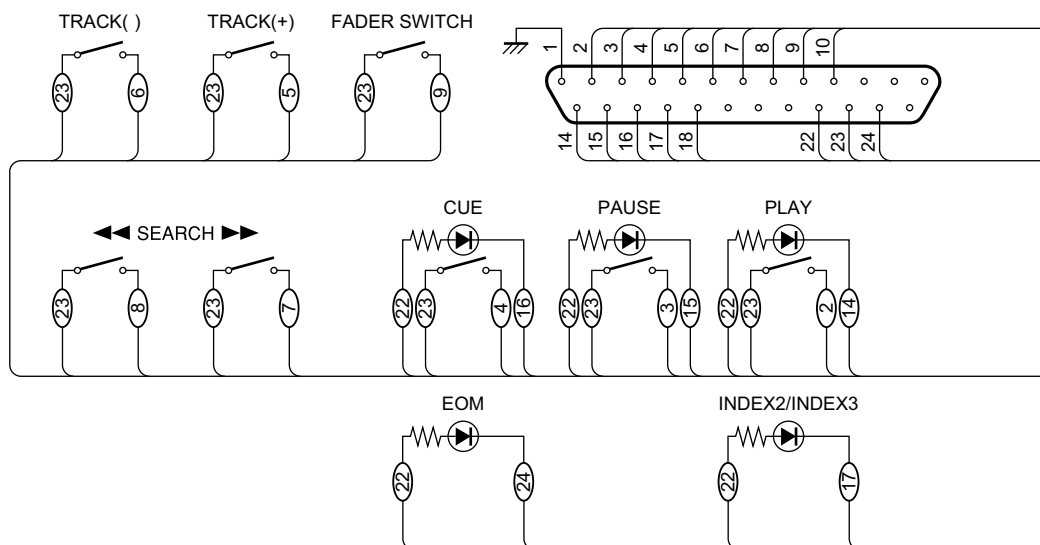 TRACK( ) TRACK(+) FADER SWITCH
1 2 3 4 5 6 7 8 9 10
23 6 23 5 23 9
14 15 16 17 18 22 23 24
SEARCH
CUE PAUSE PLAY
23 8 23 7 22 23 4 16 22 23 3 15 22 23 2 14
EOM INDEX2/INDEX3
22 24 22 17